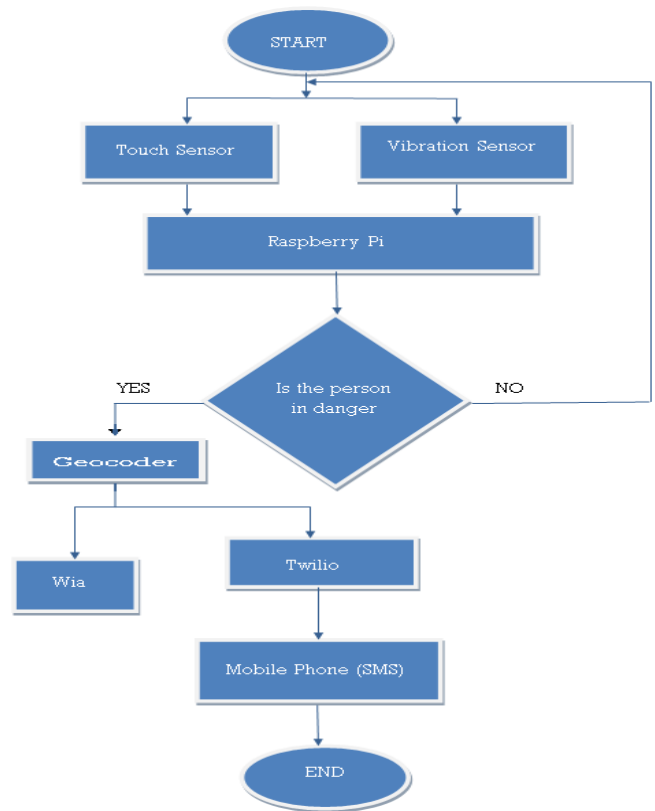 START
Touch Sensor
Vibration Sensor
Raspberry Pi
Is the person
in danger
YES
NO
Geocoder
Wia
Twilio
Mobile Phone (SMS)
END